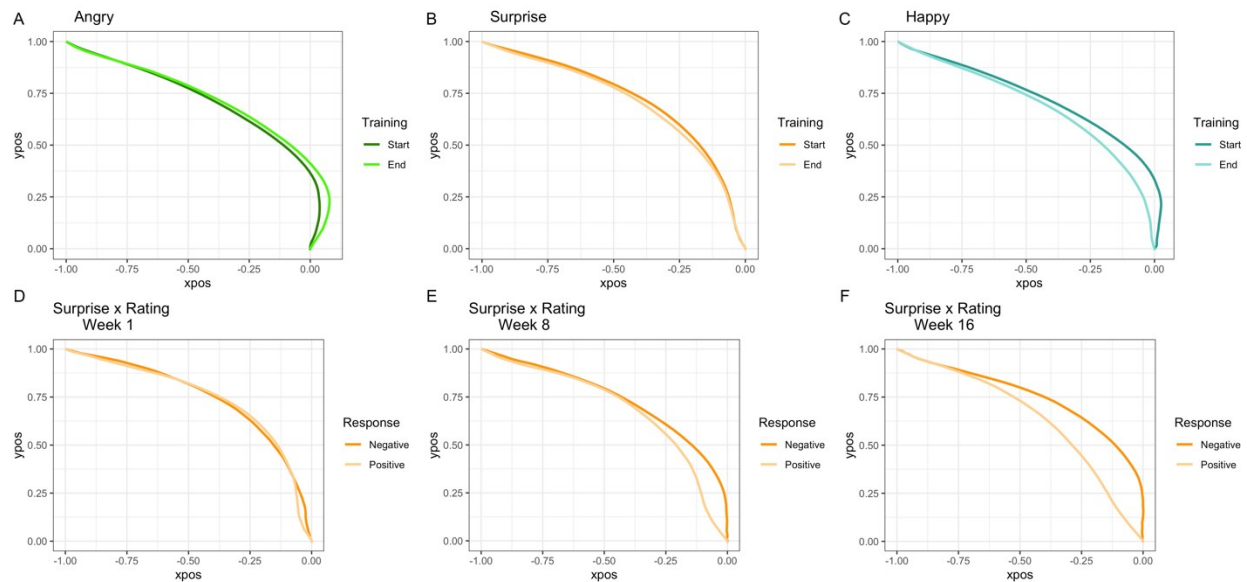 A
Angry
1.00
0.75
0.50
0.25
0.00
ypos
-1.00 -0.75 -0.50 -0.25 0.00
xpos
Training
Start
End
B
Surprise
1.00
0.75
0.50
0.25
0.00
ypos
-1.00 -0.75 -0.50 -0.25 0.00
xpos
Training
Start
End
C
Happy
1.00
0.75
0.50
0.25
0.00
ypos
-1.00 -0.75 -0.50 -0.25 0.00
xpos
Training
Start
End
D
Surprise x Rating
Week 1
1.00
0.75
0.50
0.25
0.00
ypos
-1.00 -0.75 -0.50 -0.25 0.00
xpos
Response
Negative
Positive
E
Surprise x Rating
Week 8
1.00
0.75
0.50
0.25
0.00
ypos
-1.00 -0.75 -0.50 -0.25 0.00
xpos
Response
Negative
Positive
F
Surprise x Rating
Week 16
1.00
0.75
0.50
0.25
0.00
ypos
-1.00 -0.75 -0.50 -0.25 0.00
xpos
Response
Negative
Positive